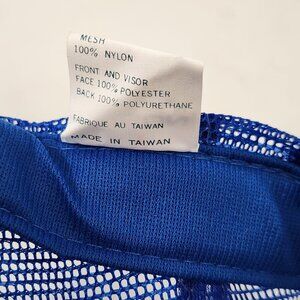 MESH
100% NYLON
FRONT AND VISOR
FACE 100% POLYESTER
BACK 100% POLYURETHANE
FABRIQUE AU TAIWAN
MADE IN TAIWAN